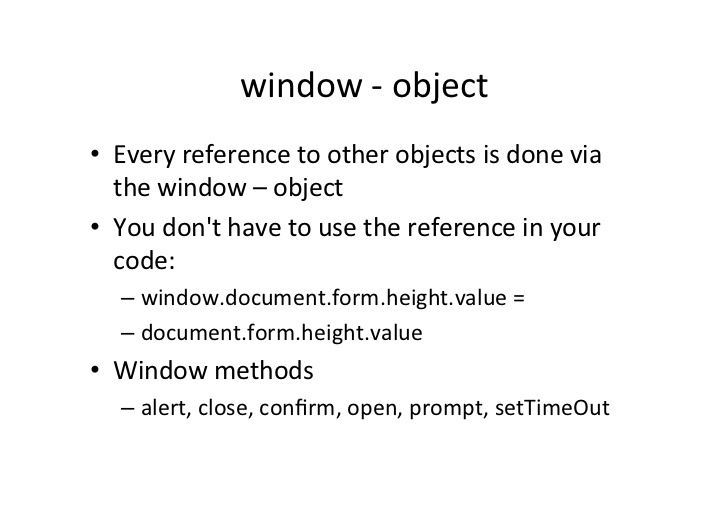 window - object
• Every reference to other objects is done via
the window – object
• You don't have to use the reference in your
code:
– window.document.form.height.value =
– document.form.height.value
• Window methods
– alert, close, confirm, open, prompt, setTimeOut